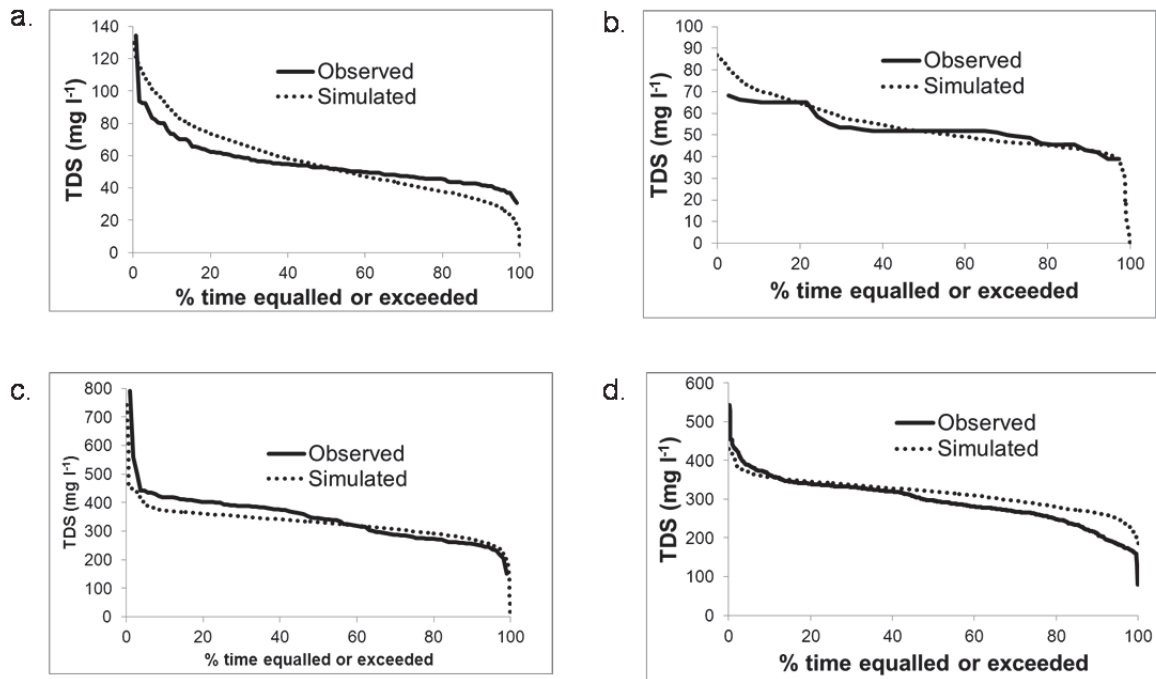 a.
140
120
100
80
60
40
20
0
TDS (mg l-1)
Observed
Simulated
0 20 40 60 80 100
% time equalled or exceeded
b.
100
90
80
70
60
50
40
30
20
10
0
TDS (mg l-1)
Observed
Simulated
0 20 40 60 80 100
% time equalled or exceeded
c.
800
700
600
500
400
300
200
100
0
TDS (mg l-1)
Observed
Simulated
0 20 40 60 80 100
% time equalled or exceeded
d.
600
500
400
300
200
100
0
TDS (mg l-1)
Observed
Simulated
0 20 40 60 80 100
% time equalled or exceeded